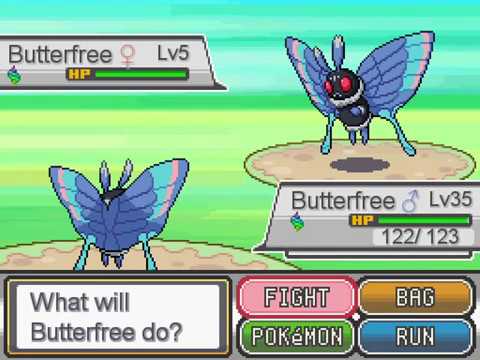 Butterfree ♀ Lv5
HP
Butterfree ♂ Lv35
HP
122/ 123
What will
Butterfree do?
FIGHT
BAG
POKéMON
RUN